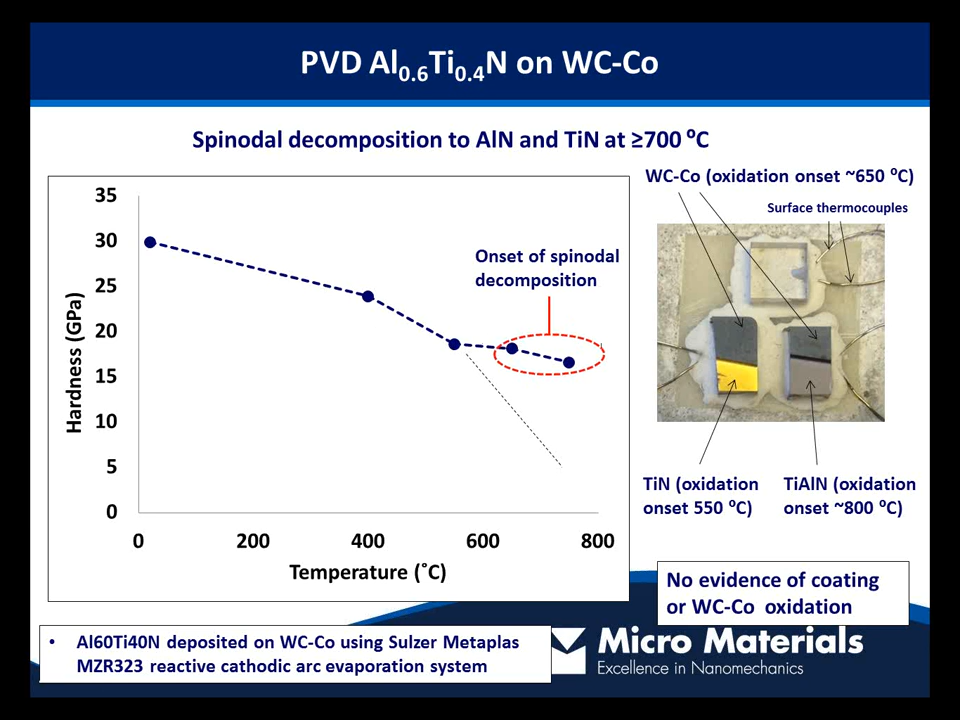 PVD Al0.6Ti0.4N on WC-Co
Spinodal decomposition to AlN and TiN at ≥700 ⁰C
35
30
25
20
15
10
5
0
Hardness (GPa)
0 200 400 600 800
Temperature (˚C)
Onset of spinodal
decomposition
WC-Co (oxidation onset ~650 ⁰C)
Surface thermocouples
TiN (oxidation
onset 550 ⁰C)
TiAlN (oxidation
onset ~800 ⁰C)
No evidence of coating
or WC-Co oxidation
• Al60Ti40N deposited on WC-Co using Sulzer Metaplas
MZR323 reactive cathodic arc evaporation system
Micro Materials
Excellence in Nanomechanics